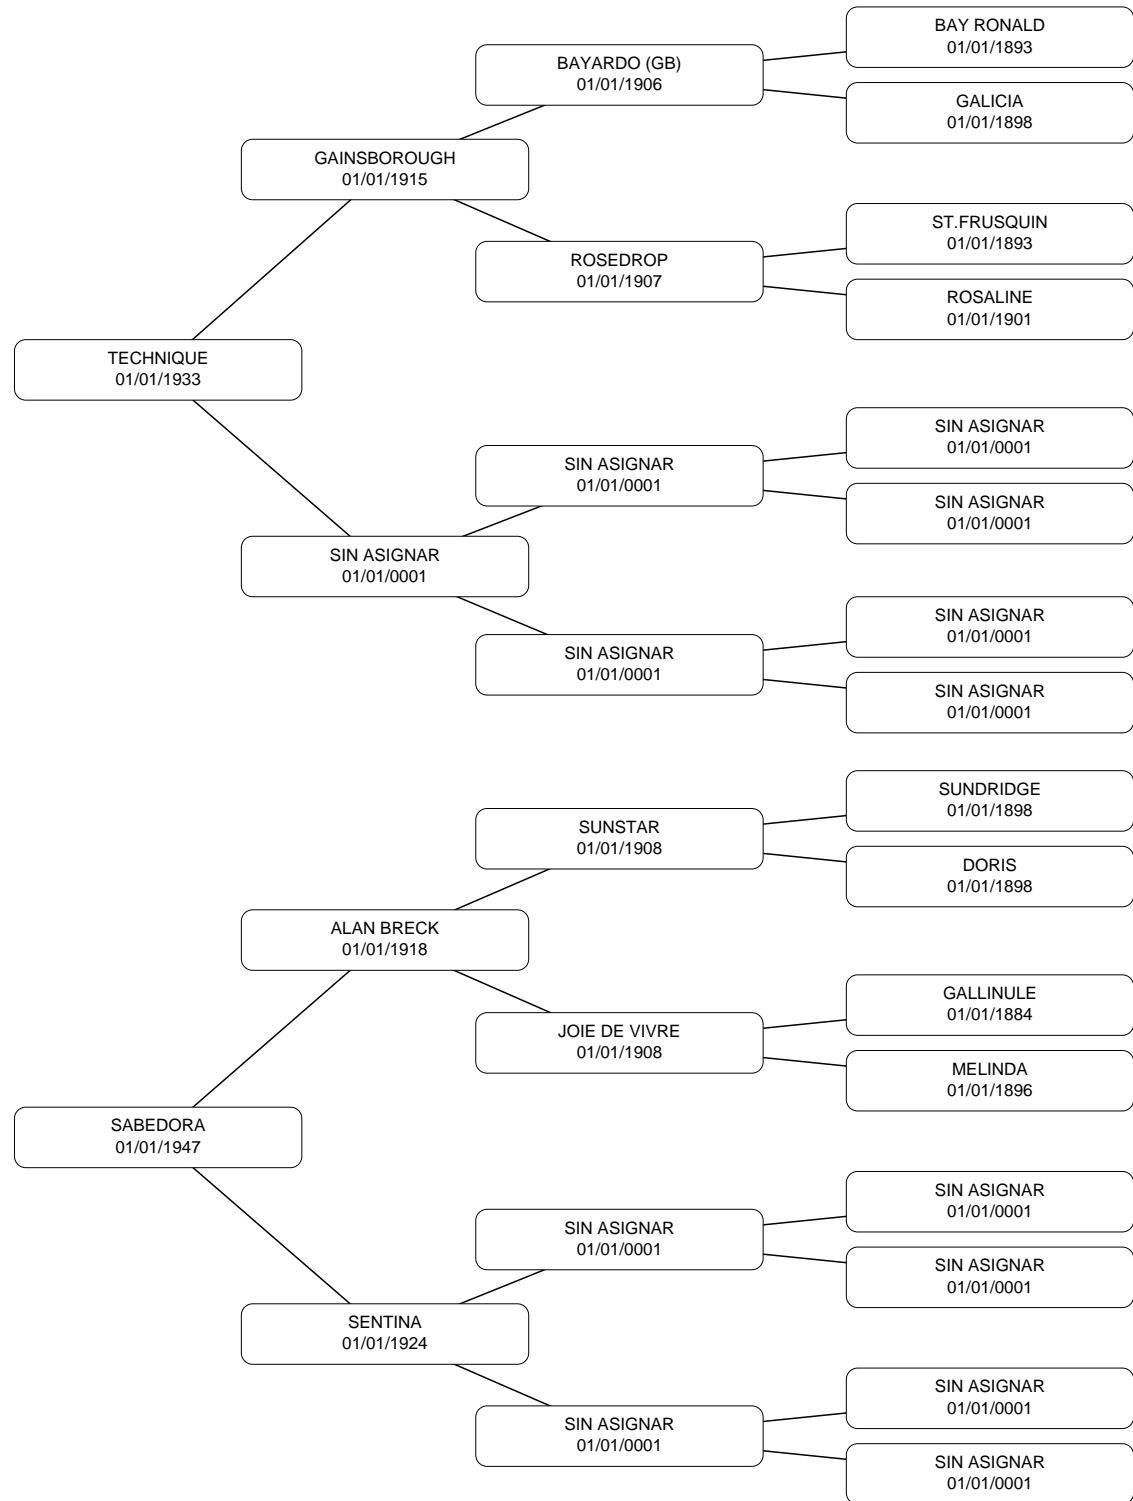 BAY RONALD
01/01/1893
BAYARDO (GB)
01/01/1906
GALICIA
01/01/1898
GAINSBOROUGH
01/01/1915
ST.FRUSQUIN
01/01/1893
ROSEDROP
01/01/1907
ROSALINE
01/01/1901
TECHNIQUE
01/01/1933
SIN ASIGNAR
01/01/0001
SIN ASIGNAR
01/01/0001
SIN ASIGNAR
01/01/0001
SIN ASIGNAR
01/01/0001
SIN ASIGNAR
01/01/0001
SIN ASIGNAR
01/01/0001
SIN ASIGNAR
01/01/0001
SUNDRIDGE
01/01/1898
SUNSTAR
01/01/1908
DORIS
01/01/1898
ALAN BRECK
01/01/1918
GALLINULE
01/01/1884
JOIE DE VIVRE
01/01/1908
MELINDA
01/01/1896
SABEDORA
01/01/1947
SIN ASIGNAR
01/01/0001
SIN ASIGNAR
01/01/0001
SIN ASIGNAR
01/01/0001
SENTINA
01/01/1924
SIN ASIGNAR
01/01/0001
SIN ASIGNAR
01/01/0001
SIN ASIGNAR
01/01/0001